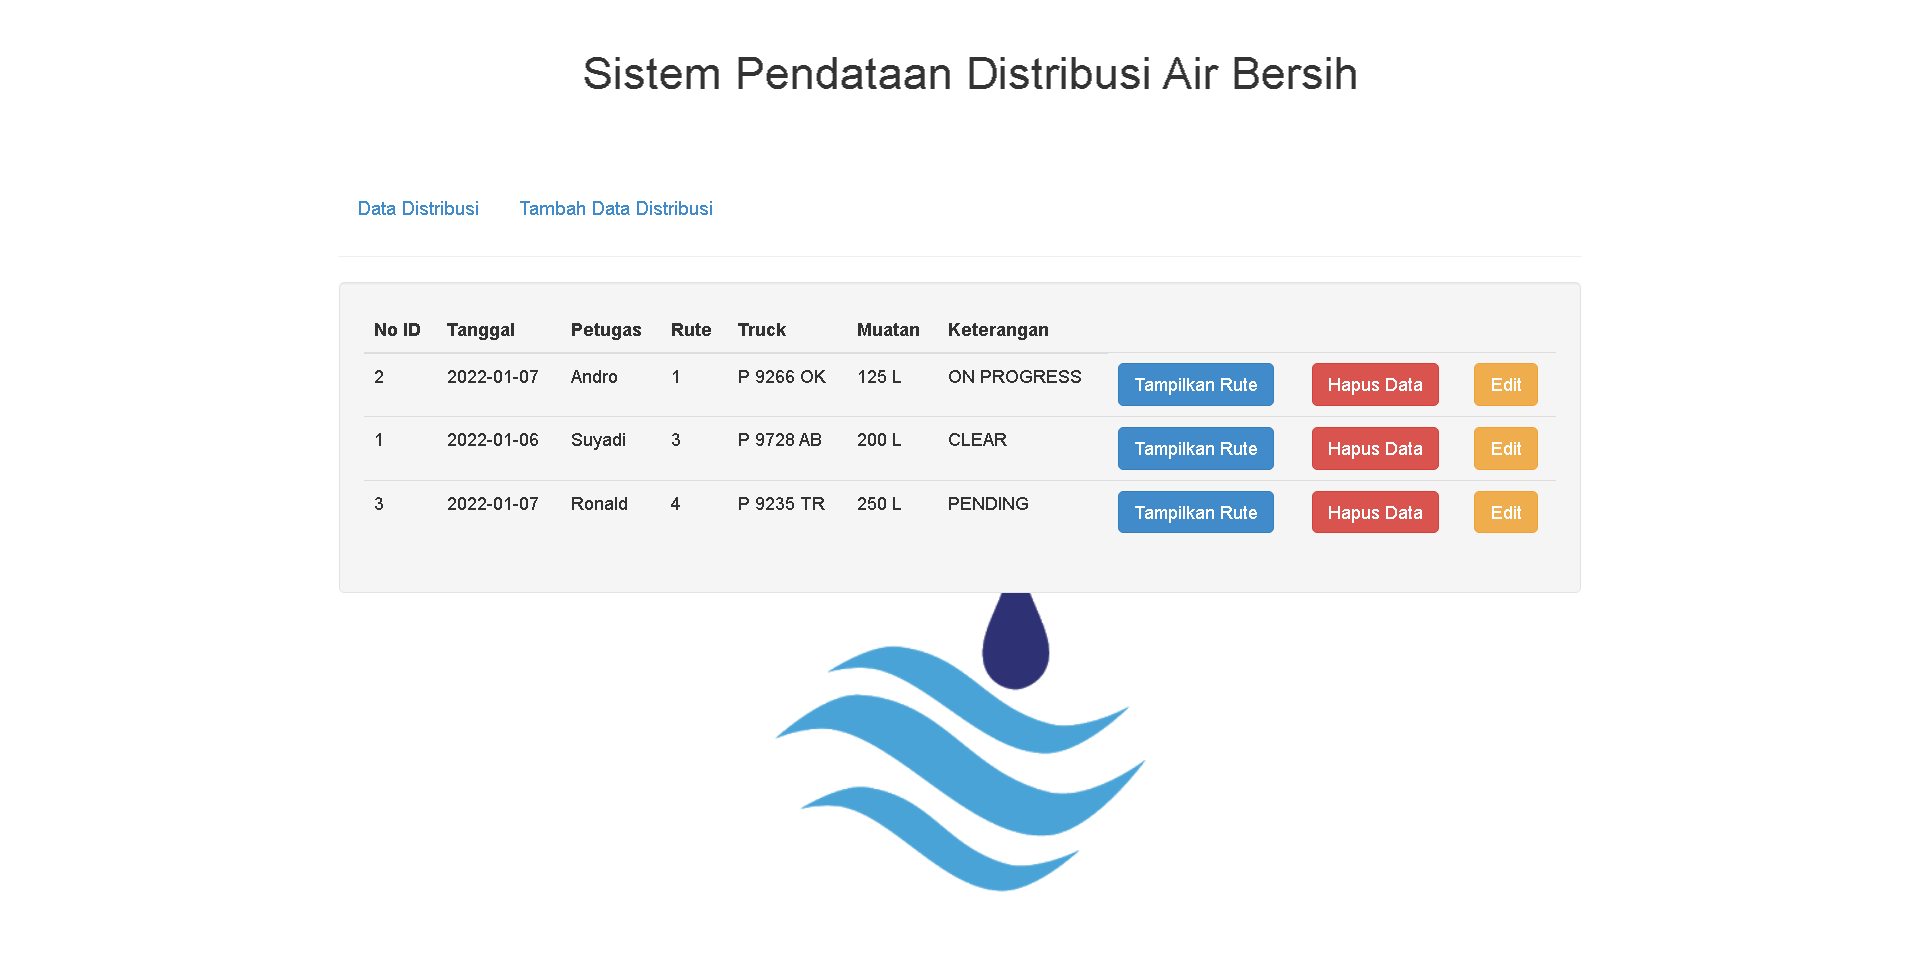 Sistem Pendataan Distribusi Air Bersih
Data Distribusi Tambah Data Distribusi
No ID Tanggal Petugas Rute Truck Muatan Keterangan
2 2022-01-07 Andro 1 P 9266 OK 125 L ON PROGRESS Tampilkan Rute Hapus Data Edit
1 2022-01-06 Suyadi 3 P 9728 AB 200 L CLEAR Tampilkan Rute Hapus Data Edit
3 2022-01-07 Ronald 4 P 9235 TR 250 L PENDING Tampilkan Rute Hapus Data Edit